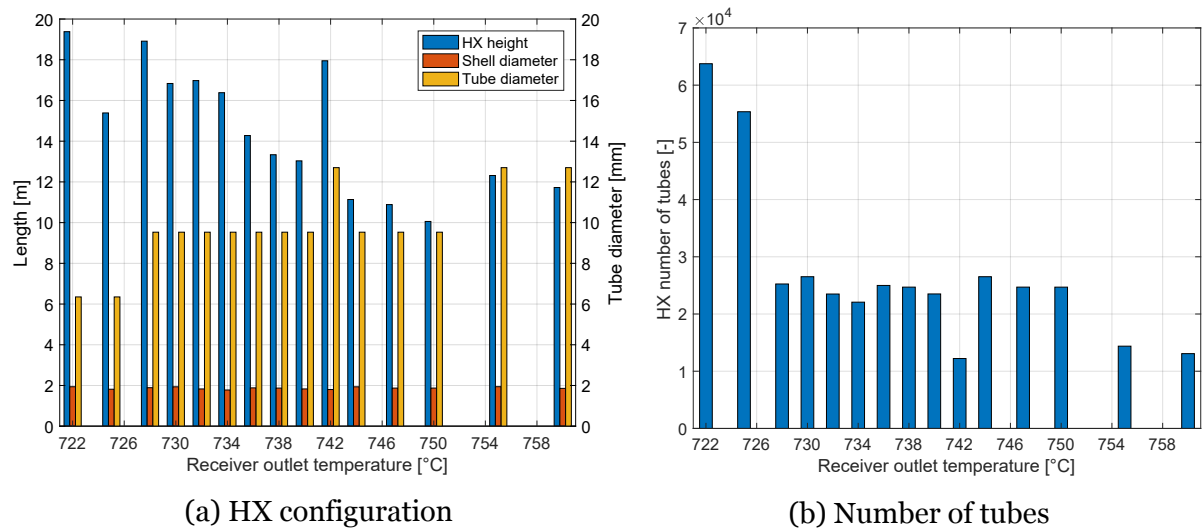 20
18
16
14
12
10
8
6
4
2
0
Length [m]
722 726 730 734 738 742 746 750 754 758
Receiver outlet temperature [°C]
HX height
Shell diameter
Tube diameter
20
18
16
14
12
10
8
6
4
2
0
Tube diameter [mm]
(a) HX configuration
×10⁴
7
6
5
4
3
2
1
0
HX number of tubes [-]
722 726 730 734 738 742 746 750 754 758
Receiver outlet temperature [°C]
(b) Number of tubes